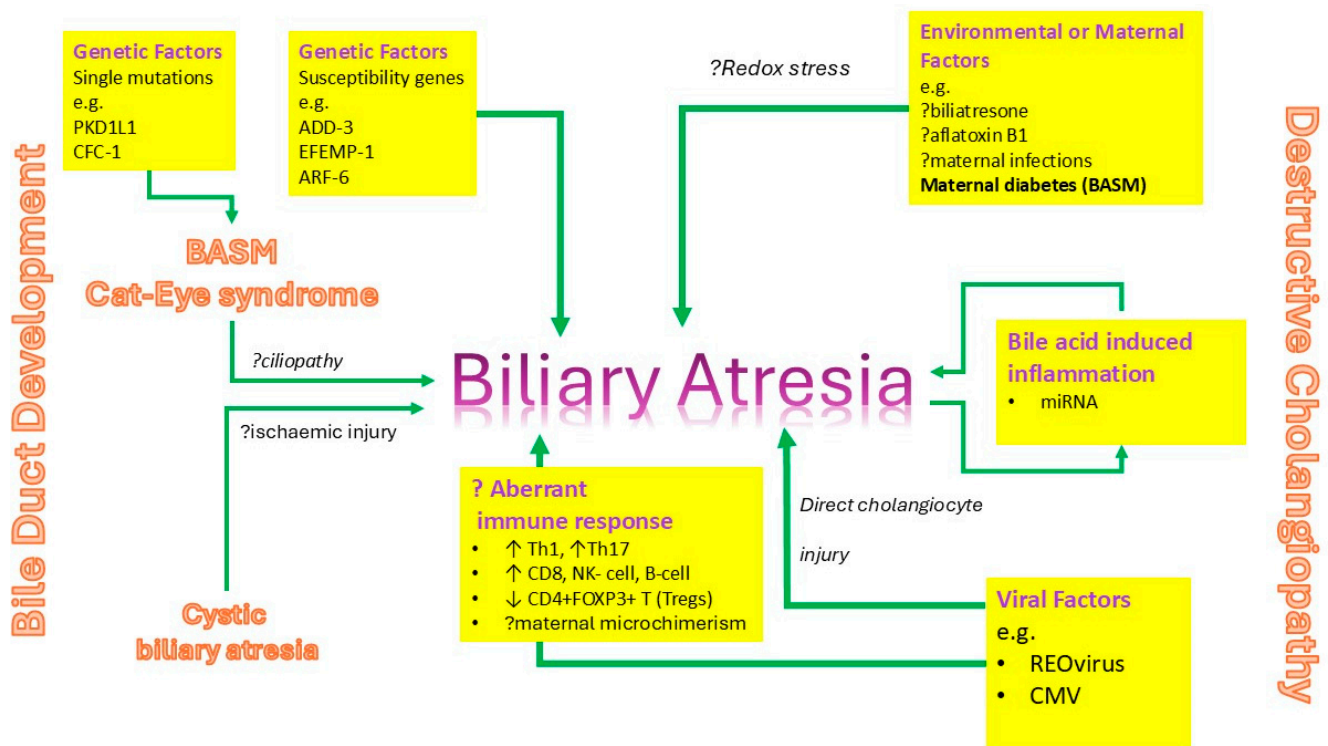 Bile Duct Development
Genetic Factors
Single mutations
e.g.
PKD1L1
CFC-1
Genetic Factors
Susceptibility genes
e.g.
ADD-3
EFEMP-1
ARF-6
?Redox stress
Environmental or Maternal
Factors
e.g.
?biliatresone
?aflatoxin B1
?maternal infections
Maternal diabetes (BASM)
Destructive Cholangiopathy
BASM
Cat-Eye syndrome
?ciliopathy
Biliary Atresia
Bile acid induced
inflammation
• miRNA
?ischaemic injury
? Aberrant
immune response
• ↑ Th1, ↑Th17
• ↑ CD8, NK- cell, B-cell
• ↓ CD4+FOXP3+ T (Tregs)
• ?maternal microchimerism
Direct cholangiocyte
injury
Cystic
biliary atresia
Viral Factors
e.g.
• REOvirus
• CMV